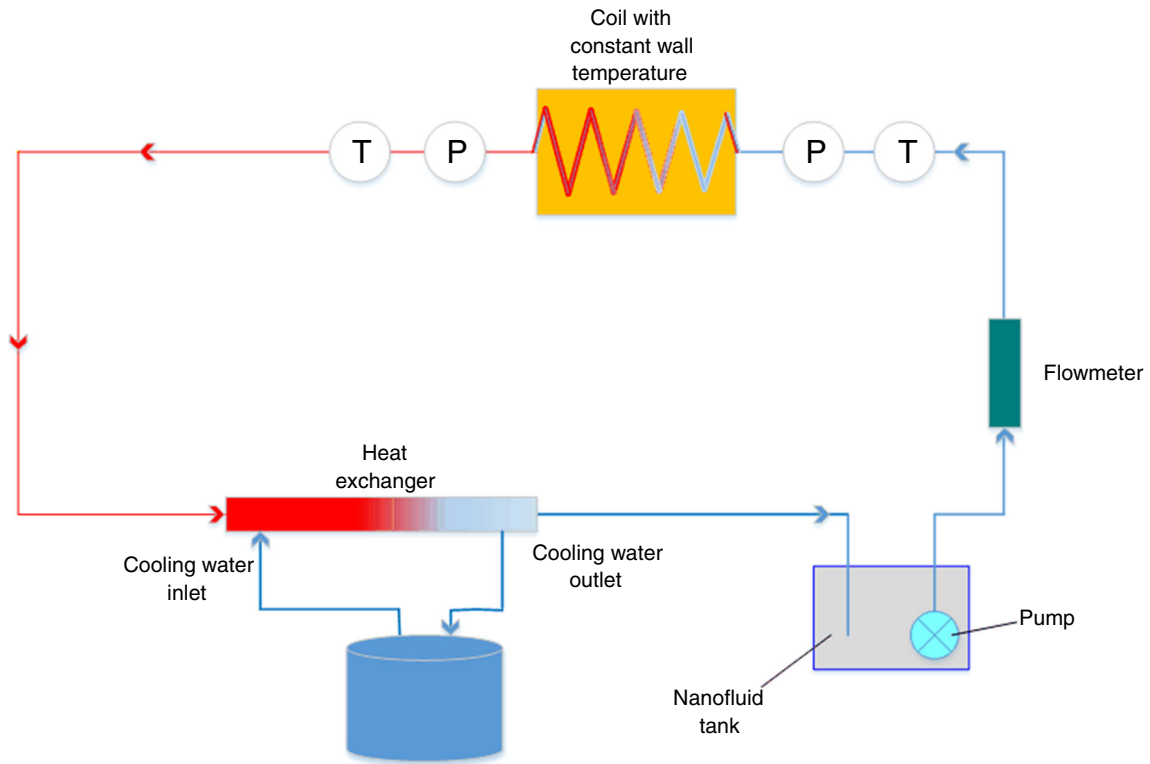 Coil with
constant wall
temperature
T
P
P
T
Flowmeter
Heat
exchanger
Cooling water
inlet
Cooling water
outlet
Pump
Nanofluid
tank